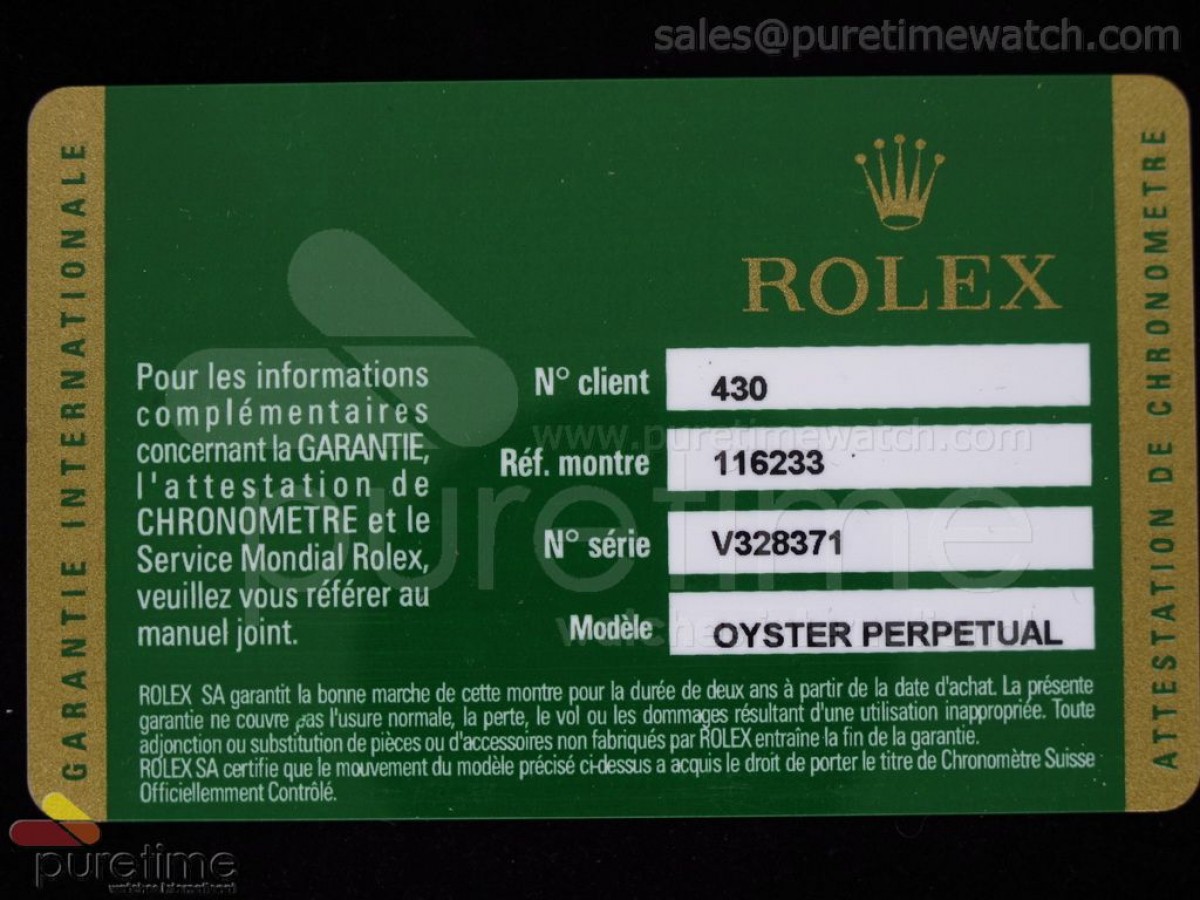 sales@puretimewatch.com
GARANTIE INTERNATIONALE
ROLEX
Pour les informations
complémentaires
concernant la GARANTIE,
l'attestation de
CHRONOMETRE et le
Service Mondial Rolex,
veuillez vous référer au
manuel joint.
N° client 430
www.puretimewatch.com
Réf. montre 116233
puretime
N° série V328371
Modèle OYSTER PERPETUAL
ROLEX SA garantit la bonne marche de cette montre pour la durée de deux ans à partir de la date d'achat. La présente
garantie ne couvre pas l'usure normale, la perte, le vol ou les dommages résultant d'une utilisation inappropriée. Toute
adjonction ou substitution de pièces ou d'accessoires non fabriqués par ROLEX entraîne la fin de la garantie.
ROLEX SA certifie que le mouvement du modèle précisé ci-dessus a acquis le droit de porter le titre de Chronomètre Suisse
Officiellement Contrôlé.
ATTESTATION DE CHRONOMETRE
puretime
watches international